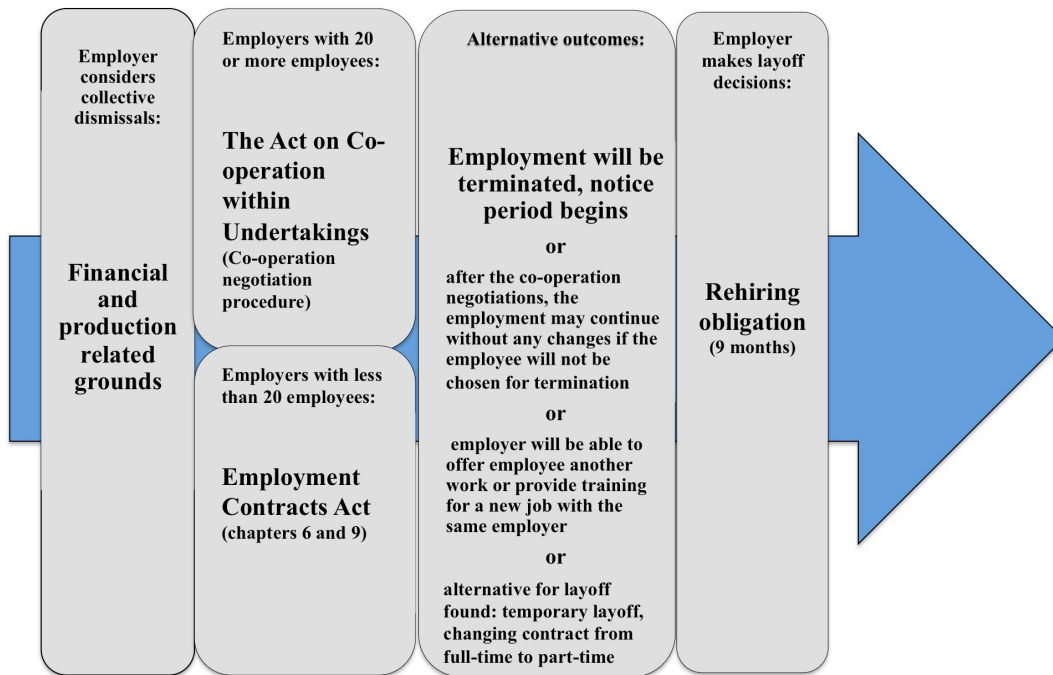 Employer
considers
collective
dismissals:
Financial
and
production
related
grounds
Employers with 20
or more employees:
The Act on Co-
operation
within
Undertakings
(Co-operation
negotiation
procedure)
Employers with less
than 20 employees:
Employment
Contracts Act
(chapters 6 and 9)
Alternative outcomes:
Employment will be
terminated, notice
period begins
or
after the co-operation
negotiations, the
employment may continue
without any changes if the
employee will not be
chosen for termination
or
employer will be able to
offer employee another
work or provide training
for a new job with the
same employer
or
alternative for layoff
found: temporary layoff,
changing contract from
full-time to part-time
Employer
makes layoff
decisions:
Rehiring
obligation
(9 months)